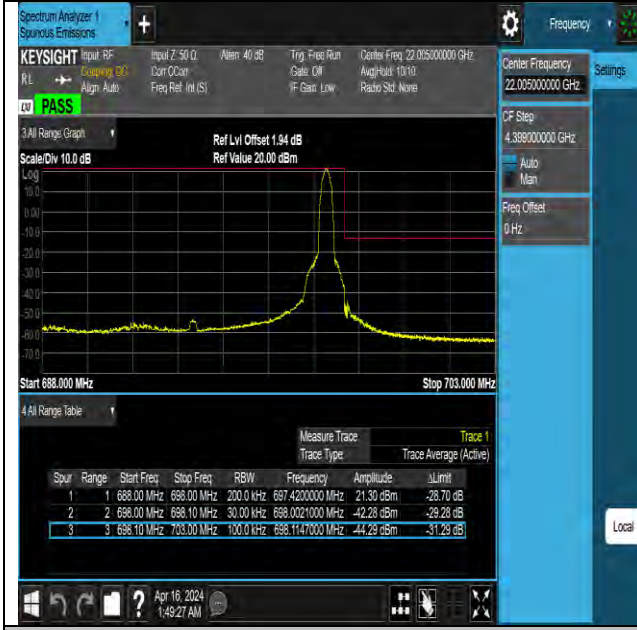 Spectrum Analyzer 1
Spurious Emissions
Frequency
KEYSIGHT Input: RF Input Z: 50 Ω Atten: 40 dB Trig: Free Run Center Freq: 22.005000000 GHz
RL Coupling: DC Corr CCorr Gate: Off Avg|Hold: 10/10
Align: Auto Freq Ref: Int (S) IF Gain: Low Radio Std: None
LXI PASS
Center Frequency
22.005000000 GHz
Settings
CF Step
4.399000000 GHz
Auto
Man
Freq Offset
0 Hz
3 All Range Graph
Ref Lvl Offset 1.94 dB
Scale/Div 10.0 dB Ref Value 20.00 dBm
Log
10.0
0.00
-10.0
-20.0
-30.0
-40.0
-50.0
-60.0
-70.0
Start 688.000 MHz Stop 703.000 MHz
4 All Range Table
Measure Trace Trace 1
Trace Type Trace Average (Active)
Spur Range Start Freq Stop Freq RBW Frequency Amplitude ΔLimit
1 1 688.00 MHz 698.00 MHz 200.0 kHz 697.4200000 MHz 21.30 dBm -28.70 dB
2 2 698.00 MHz 698.10 MHz 30.00 kHz 698.0021000 MHz -42.28 dBm -29.28 dB
3 3 698.10 MHz 703.00 MHz 100.0 kHz 698.1147000 MHz -44.29 dBm -31.29 dB
Local
Apr 16, 2024
1:49:27 AM